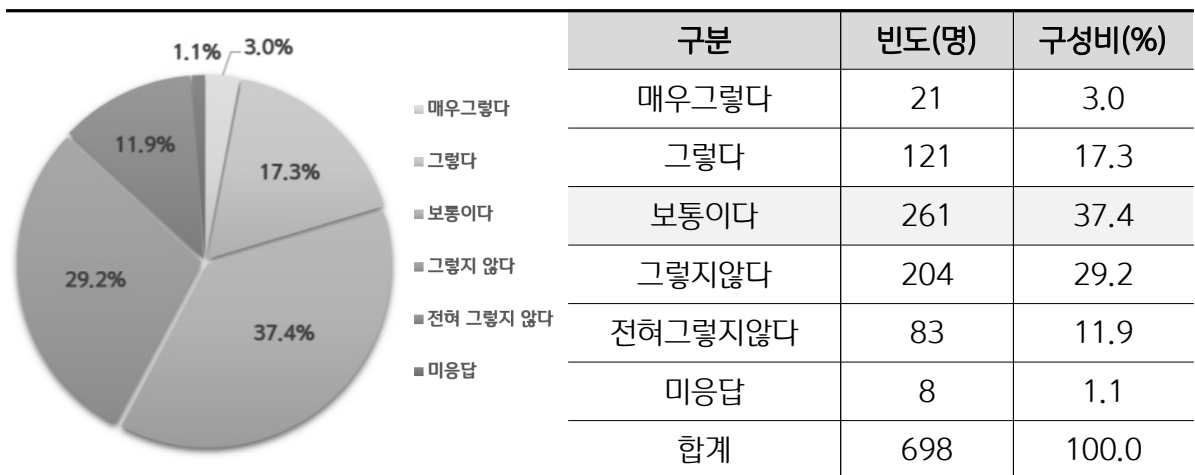 1.1% 3.0%
17.3%
11.9%
29.2%
37.4%
매우그렇다
그렇다
보통이다
그렇지 않다
전혀 그렇지 않다
미응답
구분 빈도(명) 구성비(%)
매우그렇다 21 3.0
그렇다 121 17.3
보통이다 261 37.4
그렇지않다 204 29.2
전혀그렇지않다 83 11.9
미응답 8 1.1
합계 698 100.0